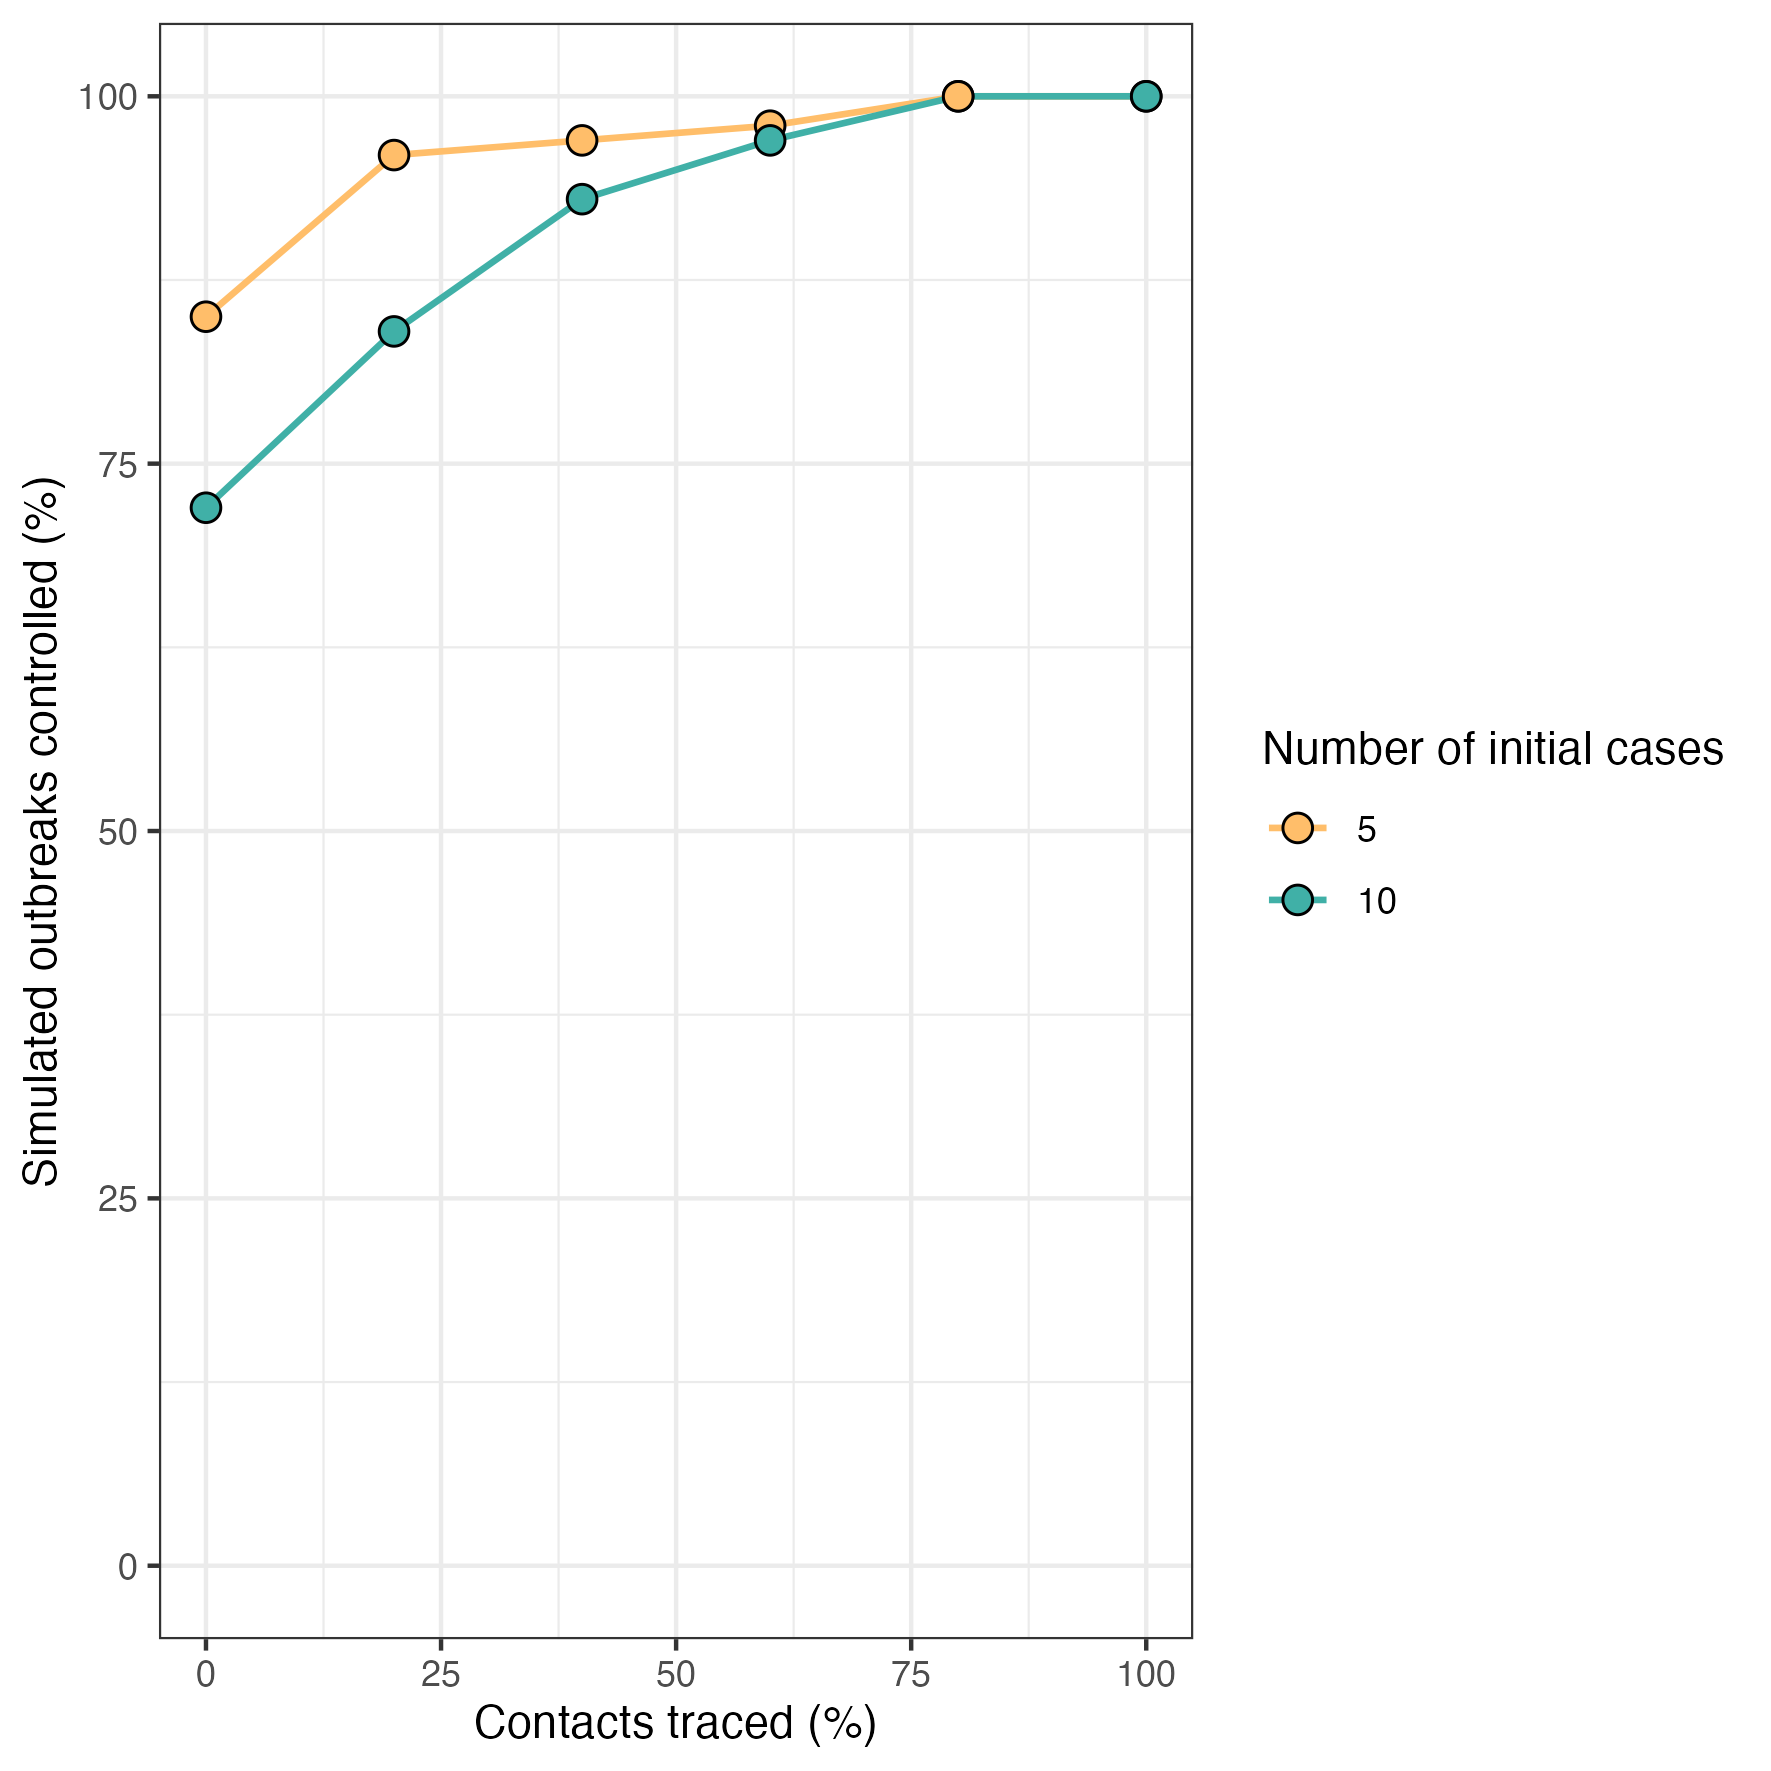 Simulated outbreaks controlled (%)
100
75
50
25
0
0 25 50 75 100
Contacts traced (%)
Number of initial cases
5
10